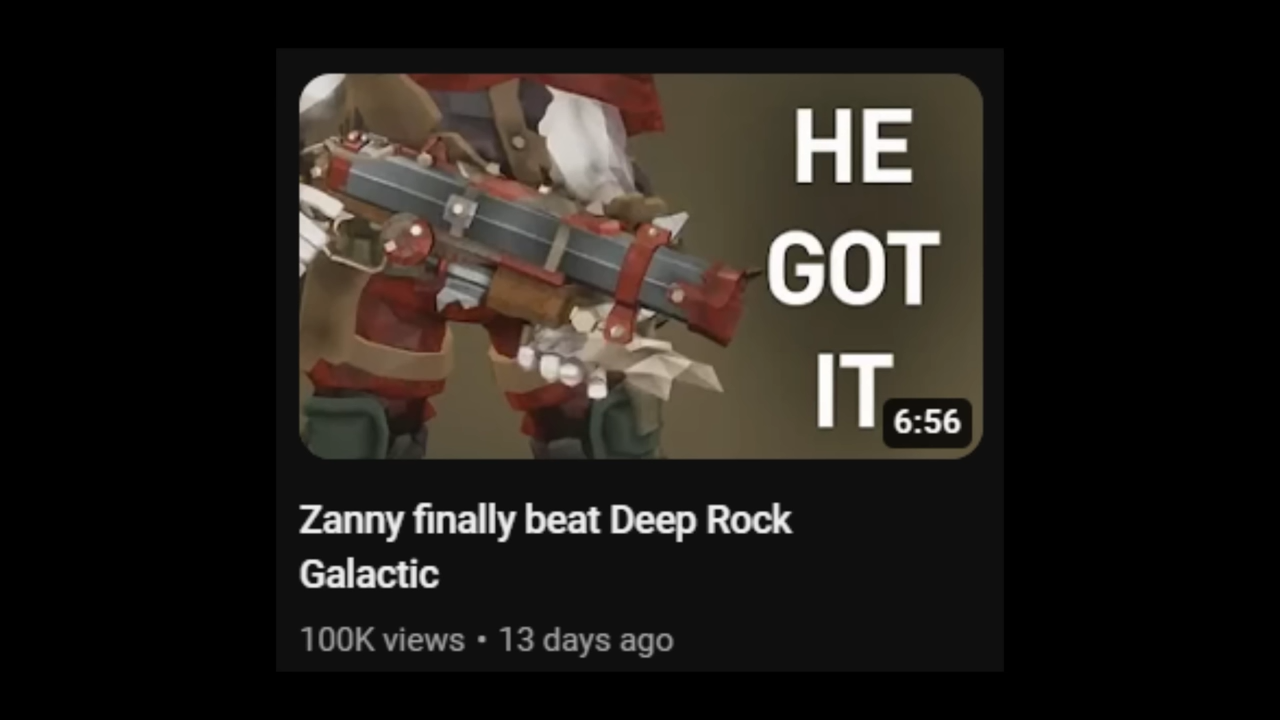 HE
GOT
IT
6:56
Zanny finally beat Deep Rock
Galactic
100K views • 13 days ago